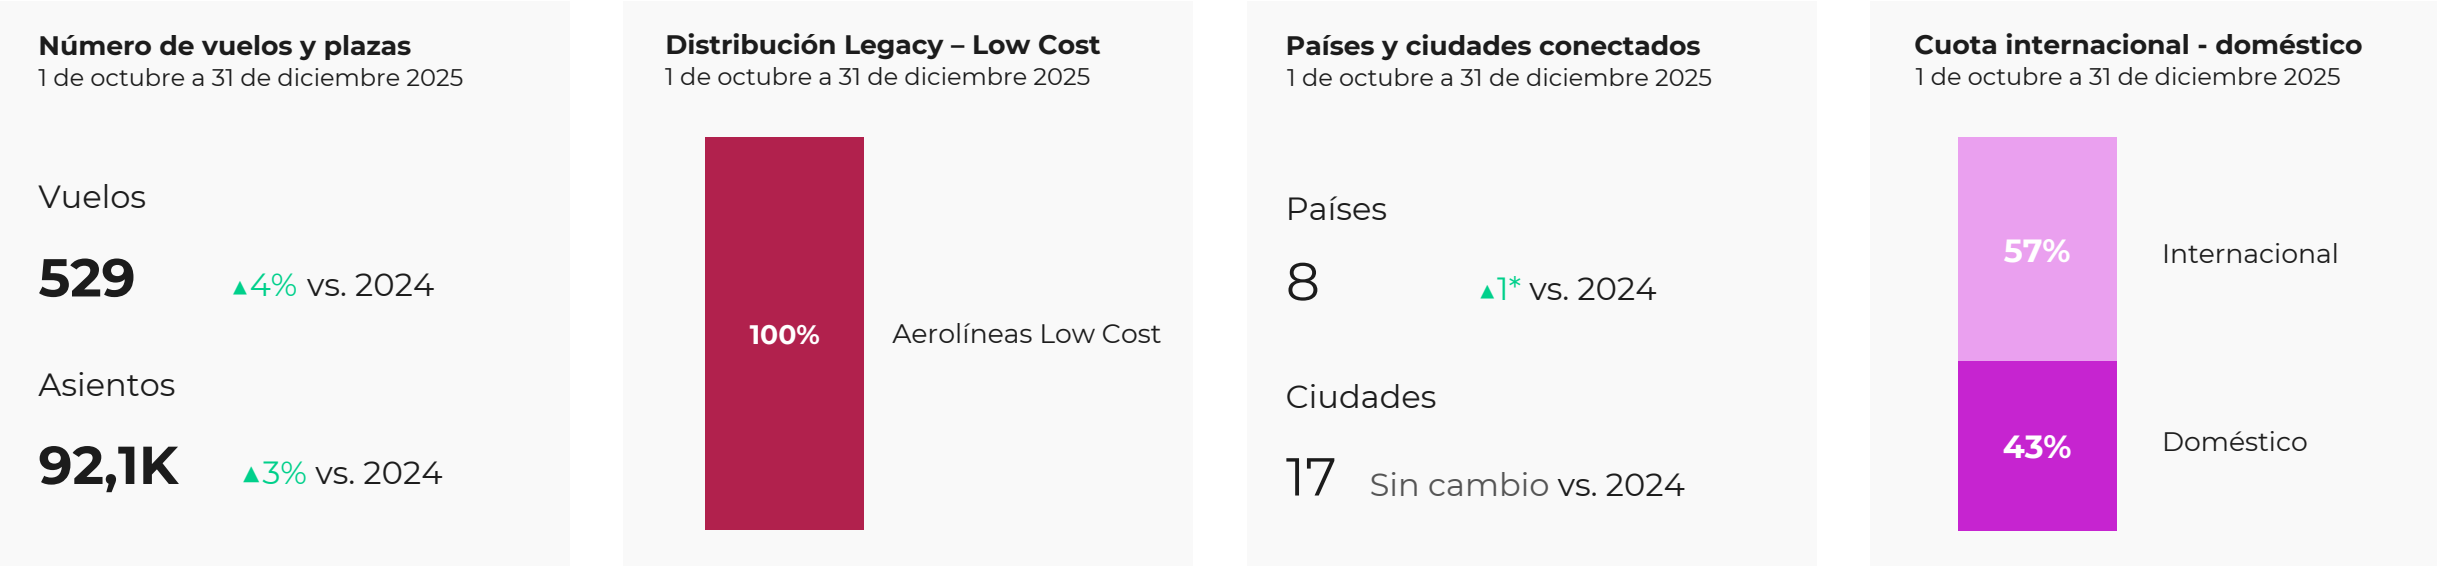 Número de vuelos y plazas
1 de octubre a 31 de diciembre 2025
Vuelos
529 ▲4% vs. 2024
Asientos
92,1K ▲3% vs. 2024
Distribución Legacy – Low Cost
1 de octubre a 31 de diciembre 2025
100% Aerolíneas Low Cost
Países y ciudades conectados
1 de octubre a 31 de diciembre 2025
Países
8 ▲1* vs. 2024
Ciudades
17 Sin cambio vs. 2024
Cuota internacional - doméstico
1 de octubre a 31 de diciembre 2025
57% Internacional
43% Doméstico